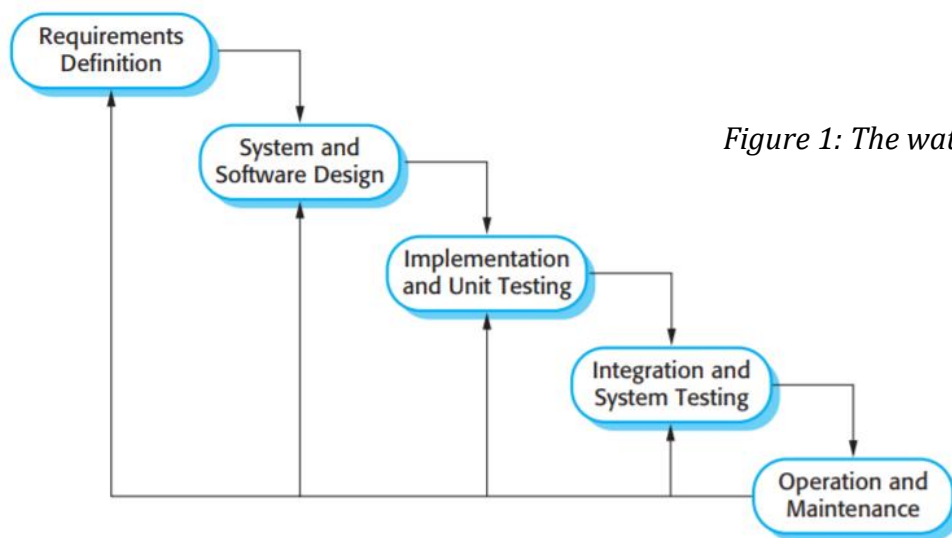 Requirements
Definition
System and
Software Design
Figure 1: The wat
Implementation
and Unit Testing
Integration and
System Testing
Operation and
Maintenance